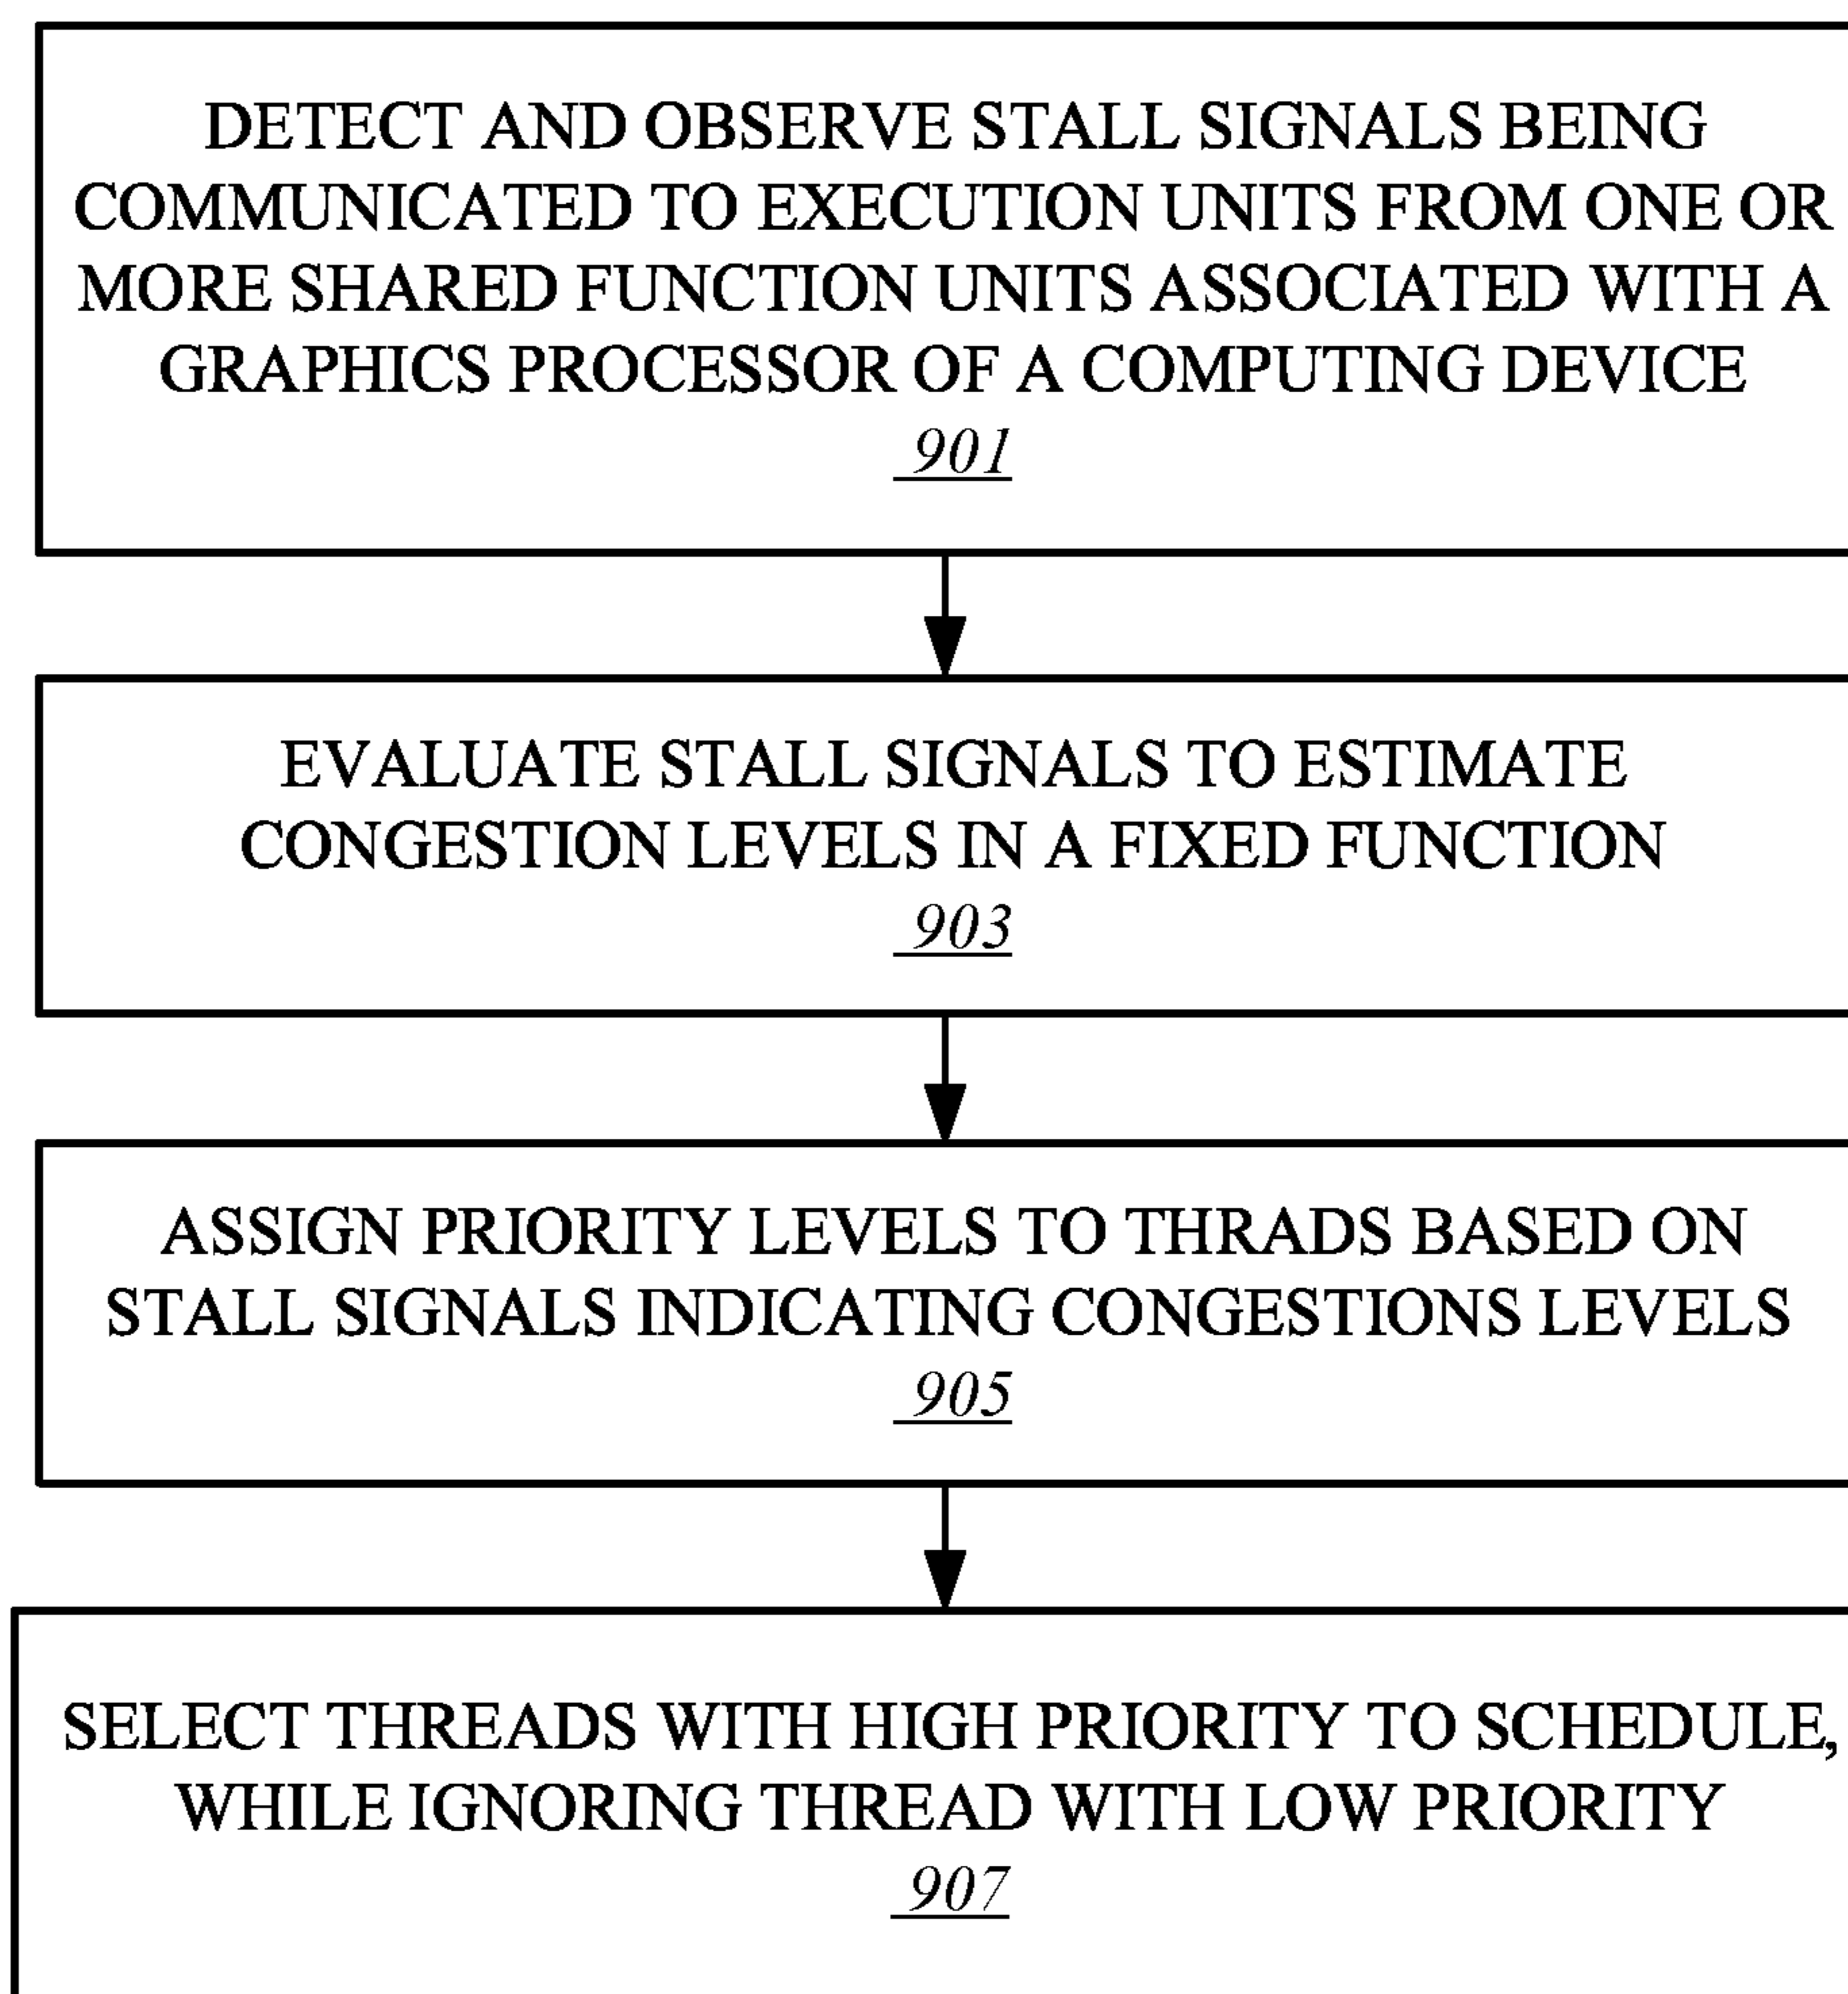 DETECT AND OBSERVE STALL SIGNALS BEING
COMMUNICATED TO EXECUTION UNITS FROM ONE OR
MORE SHARED FUNCTION UNITS ASSOCIATED WITH A
GRAPHICS PROCESSOR OF A COMPUTING DEVICE
901
EVALUATE STALL SIGNALS TO ESTIMATE
CONGESTION LEVELS IN A FIXED FUNCTION
903
ASSIGN PRIORITY LEVELS TO THRADS BASED ON
STALL SIGNALS INDICATING CONGESTIONS LEVELS
905
SELECT THREADS WITH HIGH PRIORITY TO SCHEDULE,
WHILE IGNORING THREAD WITH LOW PRIORITY
907